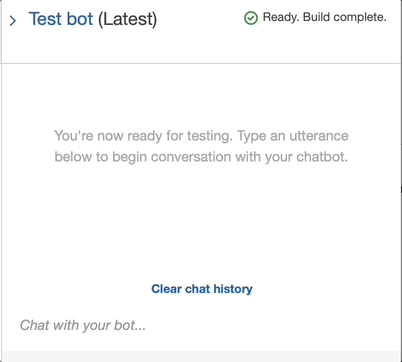 Test bot (Latest)
Ready. Build complete.
You're now ready for testing. Type an utterance
below to begin conversation with your chatbot.
Clear chat history
Chat with your bot...